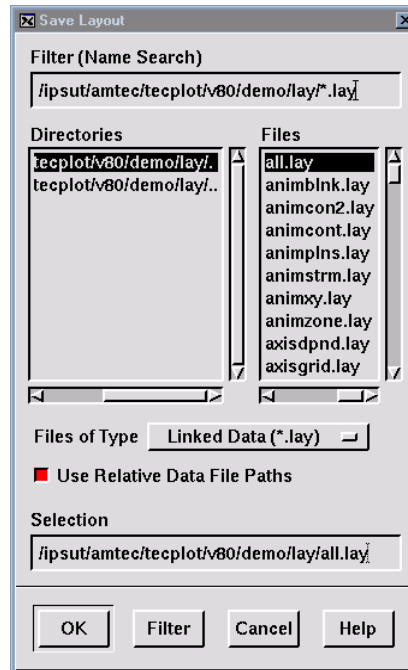 Save Layout
Filter (Name Search)
/ipsut/amtec/tecplot/v80/demo/lay/*.lay
Directories
tecplot/v80/demo/lay/.
tecplot/v80/demo/lay/..
Files
all.lay
animblnk.lay
animcon2.lay
animcont.lay
animplns.lay
animstrm.lay
animxy.lay
animzone.lay
axisdpnd.lay
axisgrid.lay
Files of Type Linked Data (*.lay)
Use Relative Data File Paths
Selection
/ipsut/amtec/tecplot/v80/demo/lay/all.lay
OK Filter Cancel Help